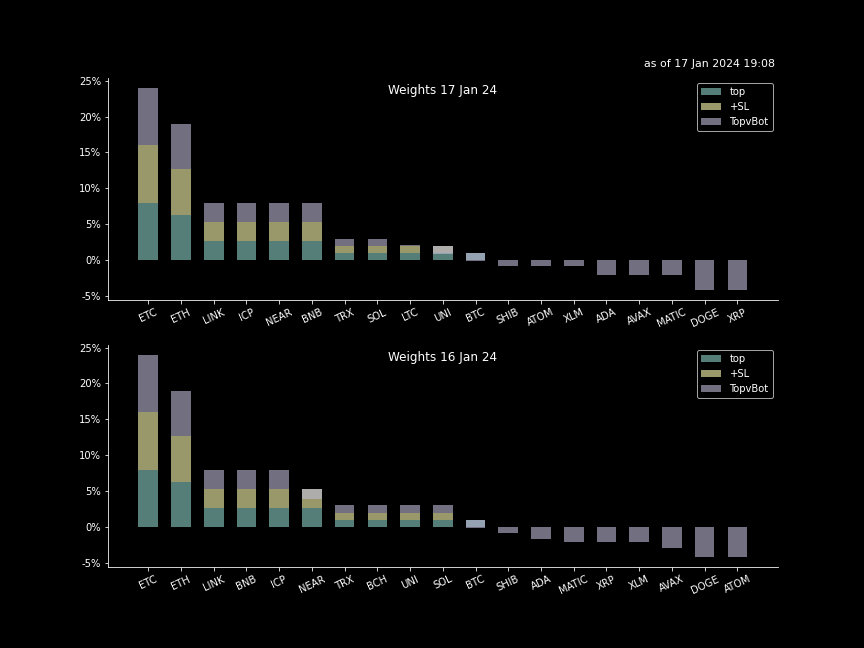 as of 17 Jan 2024 19:08
Weights 17 Jan 24
top
+SL
TopvBot
25%
20%
15%
10%
5%
0%
-5%
ETC ETH LINK ICP NEAR BNB TRX SOL LTC UNI BTC SHIB ATOM XLM ADA AVAX MATIC DOGE XRP
Weights 16 Jan 24
top
+SL
TopvBot
25%
20%
15%
10%
5%
0%
-5%
ETC ETH LINK BNB ICP NEAR TRX BCH UNI SOL BTC SHIB ADA MATIC XRP XLM AVAX DOGE ATOM